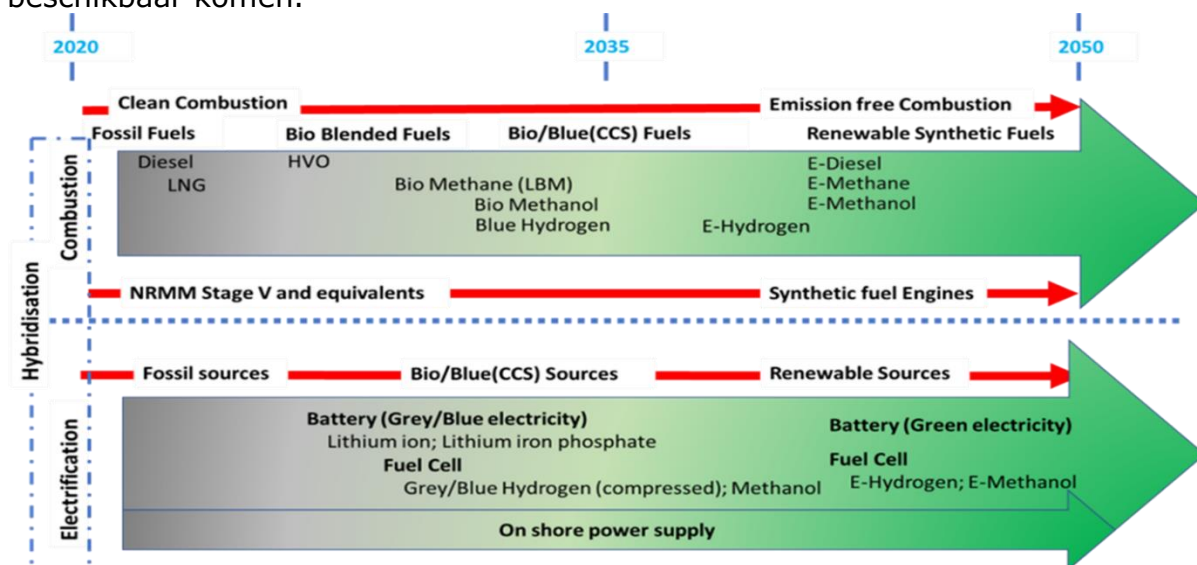 beschikbaar komen.
2020 2035 2050
Clean Combustion Emission free Combustion
Fossil Fuels Bio Blended Fuels Bio/Blue(CCS) Fuels Renewable Synthetic Fuels
Diesel HVO E-Diesel
LNG Bio Methane (LBM) E-Methane
Bio Methanol E-Methanol
Blue Hydrogen E-Hydrogen
Combustion
NRMM Stage V and equivalents Synthetic fuel Engines
Hybridisation
Fossil sources Bio/Blue(CCS) Sources Renewable Sources
Battery (Grey/Blue electricity) Battery (Green electricity)
Lithium ion; Lithium iron phosphate
Fuel Cell Fuel Cell
Grey/Blue Hydrogen (compressed); Methanol E-Hydrogen; E-Methanol
Electrification
On shore power supply